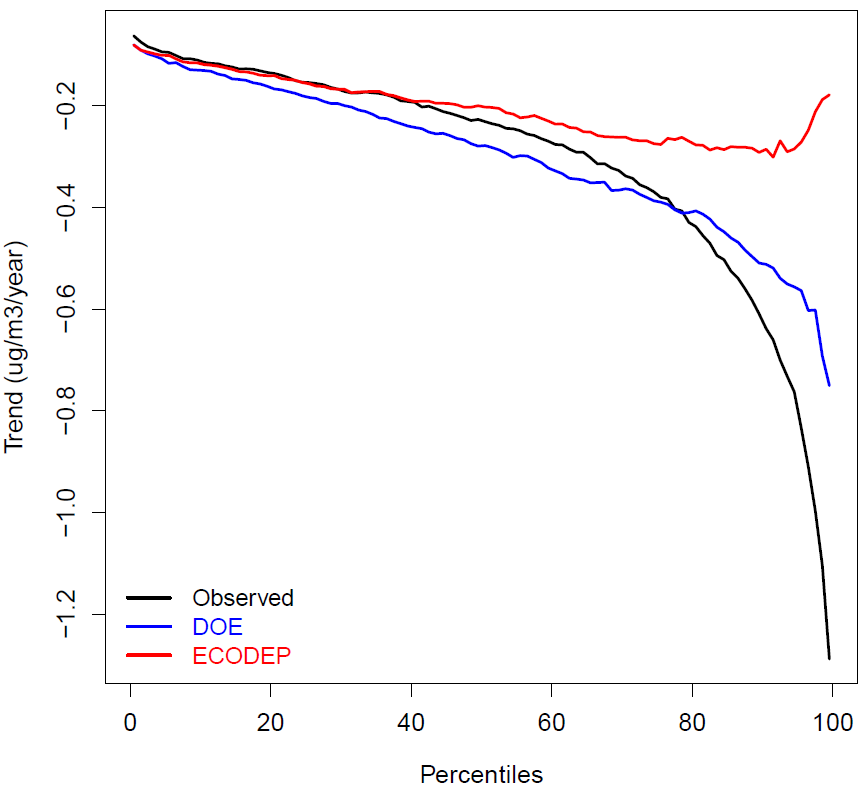 Trend (ug/m3/year)
−0.2
−0.4
−0.6
−0.8
−1.0
−1.2
Observed
DOE
ECODEP
0 20 40 60 80 100
Percentiles